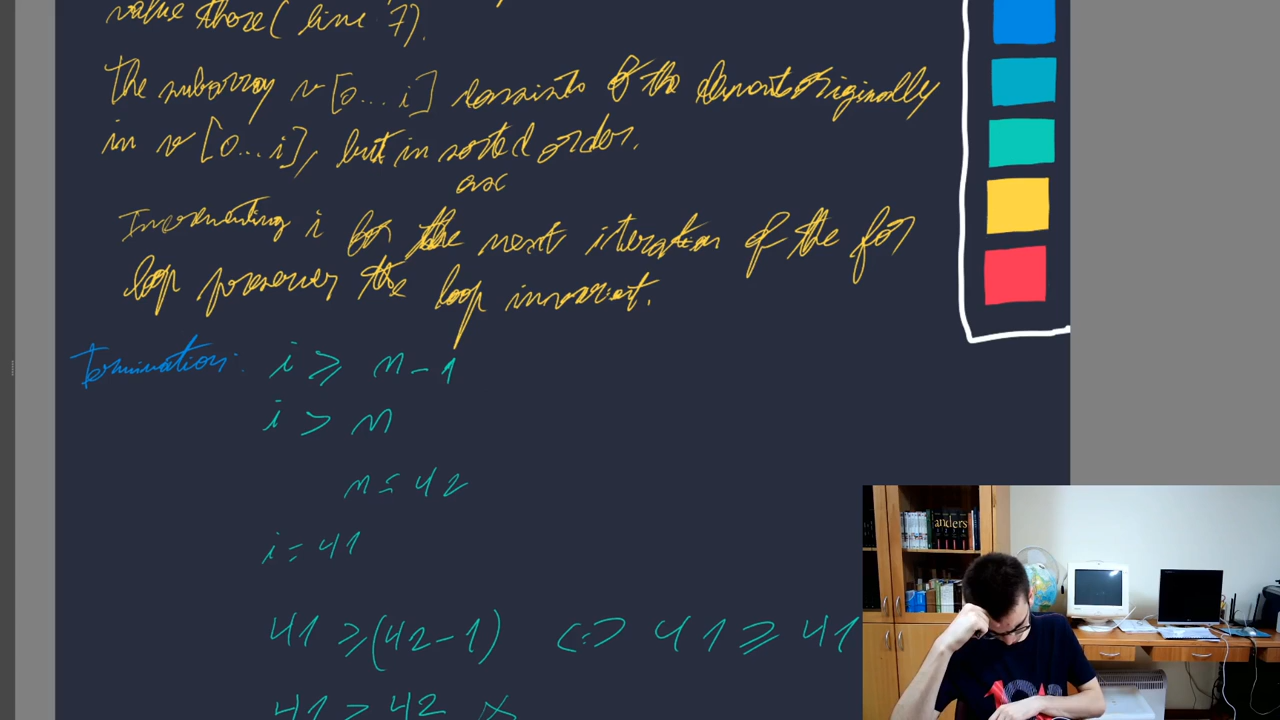 value those (line 7).
the subarray v[0...i] consists of the elements originally
in v[0...i], but in sorted order.
asc
Incrementing i for the next iteration of the for
loop preserves the loop invariant.
Termination: i ≥ n-1
i > n
n = 42
i = 41
41 ≥ (42-1) <=> 41 ≥ 41
41 > 42 ×
anders